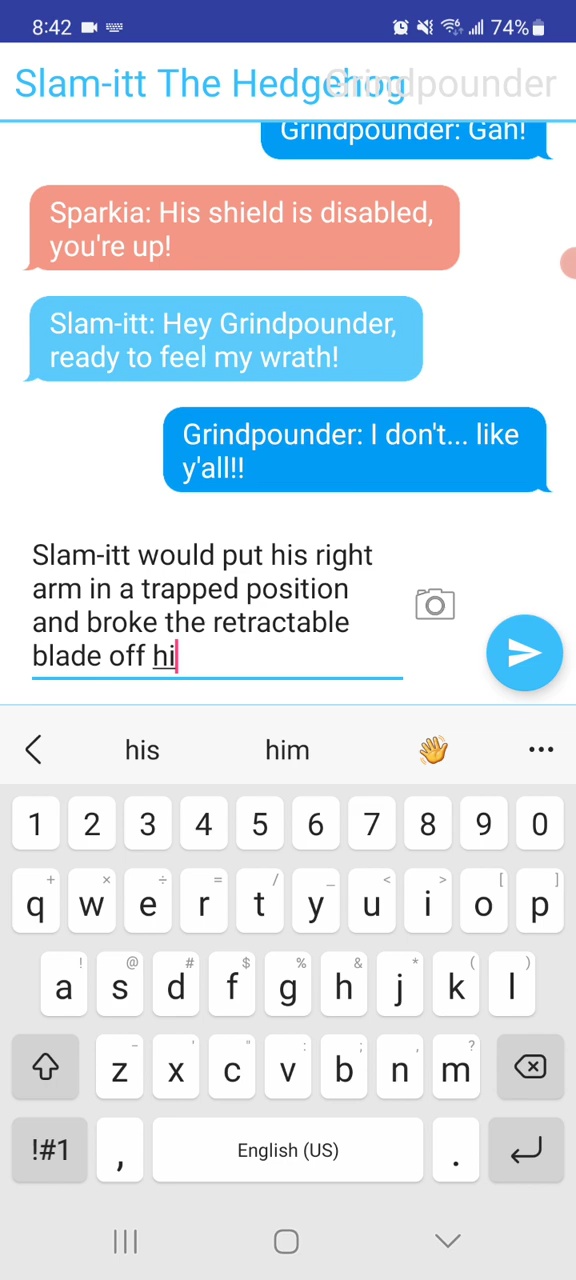 8:42 74%
Slam-itt The Hedgehog Grindpounder
Grindpounder: Gah!
Sparkia: His shield is disabled,
you're up!
Slam-itt: Hey Grindpounder,
ready to feel my wrath!
Grindpounder: I don't... like
y'all!!
Slam-itt would put his right
arm in a trapped position
and broke the retractable
blade off hi
his him 👋 ...
1 2 3 4 5 6 7 8 9 0
+ × ÷ = / _ < > [ ]
q w e r t y u i o p
! @ # $ % & * ( )
a s d f g h j k l
- ' " : ; , ?
z x c v b n m
!#1 , English (US) .